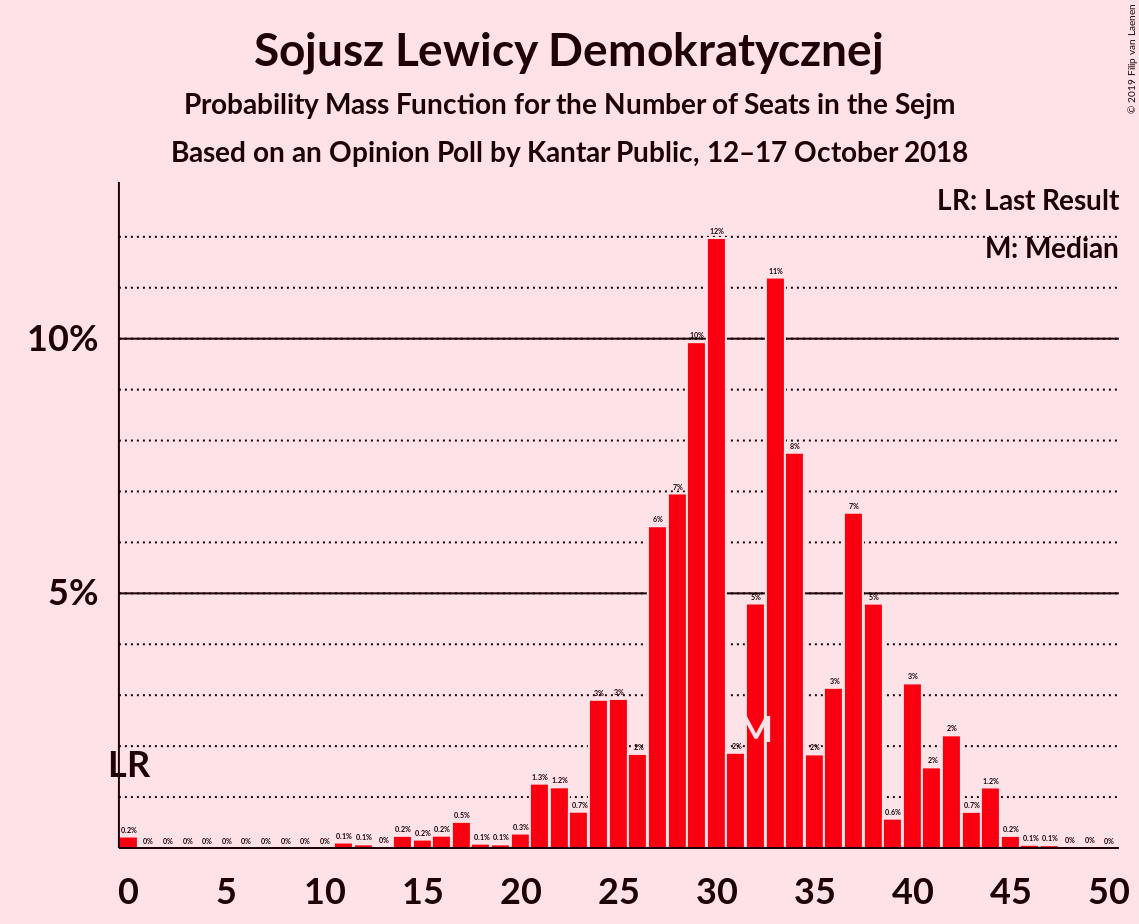 Sojusz Lewicy Demokratycznej
Probability Mass Function for the Number of Seats in the Sejm
Based on an Opinion Poll by Kantar Public, 12–17 October 2018
© 2019 Filip van Laenen
LR: Last Result
M: Median
10%
5%
LR
M
0.2% 0% 0% 0% 0% 0% 0% 0% 0% 0% 0% 0.1% 0.1% 0% 0.2% 0.2% 0.2% 0.5% 0.1% 0.1% 0.3% 1.3% 1.2% 0.7% 3% 3% 2% 6% 7% 10% 12% 2% 5% 11% 8% 2% 3% 7% 5% 0.6% 3% 2% 2% 0.7% 1.2% 0.2% 0.1% 0.1% 0% 0% 0%
0 5 10 15 20 25 30 35 40 45 50